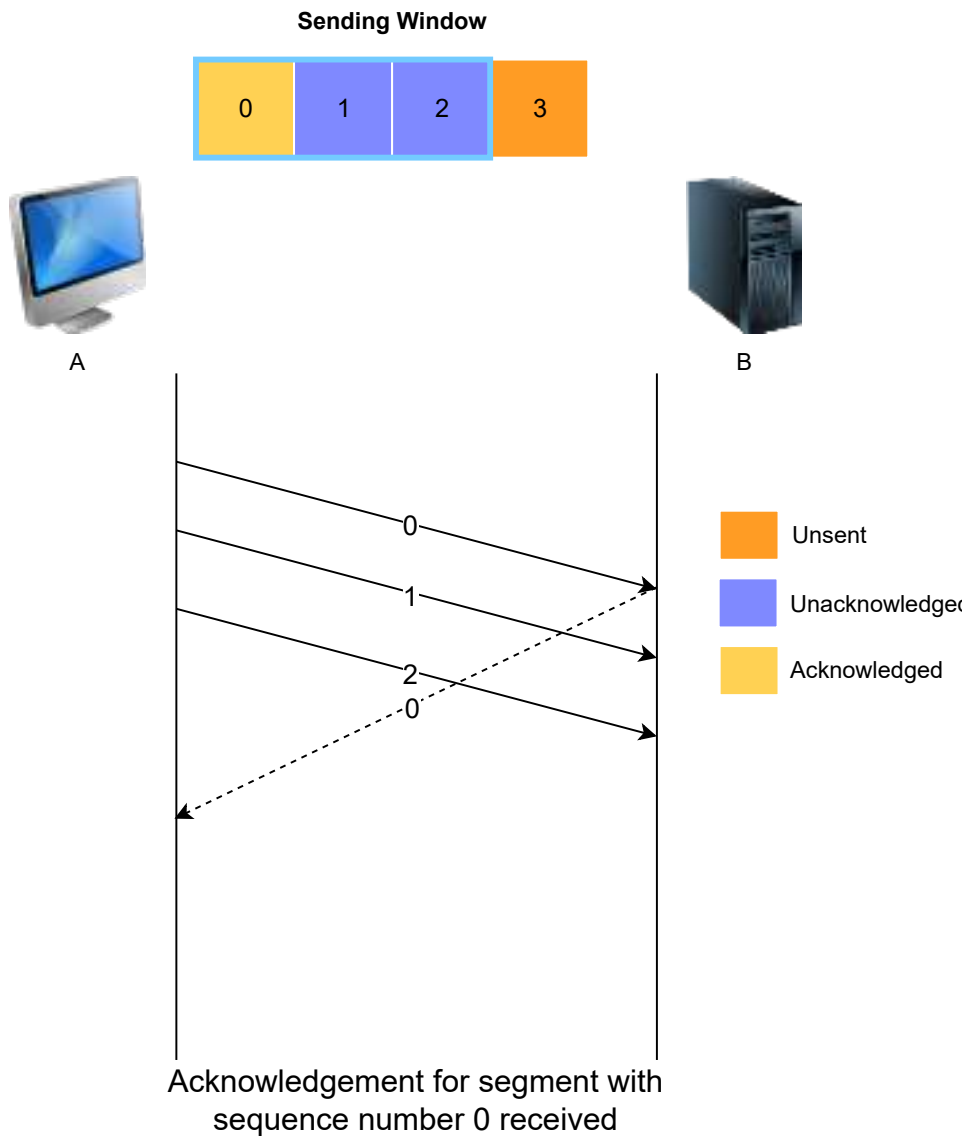 Sending Window
0 1 2 3
A B
0
1
2
0
Unsent
Unacknowledged
Acknowledged
Acknowledgement for segment with
sequence number 0 received